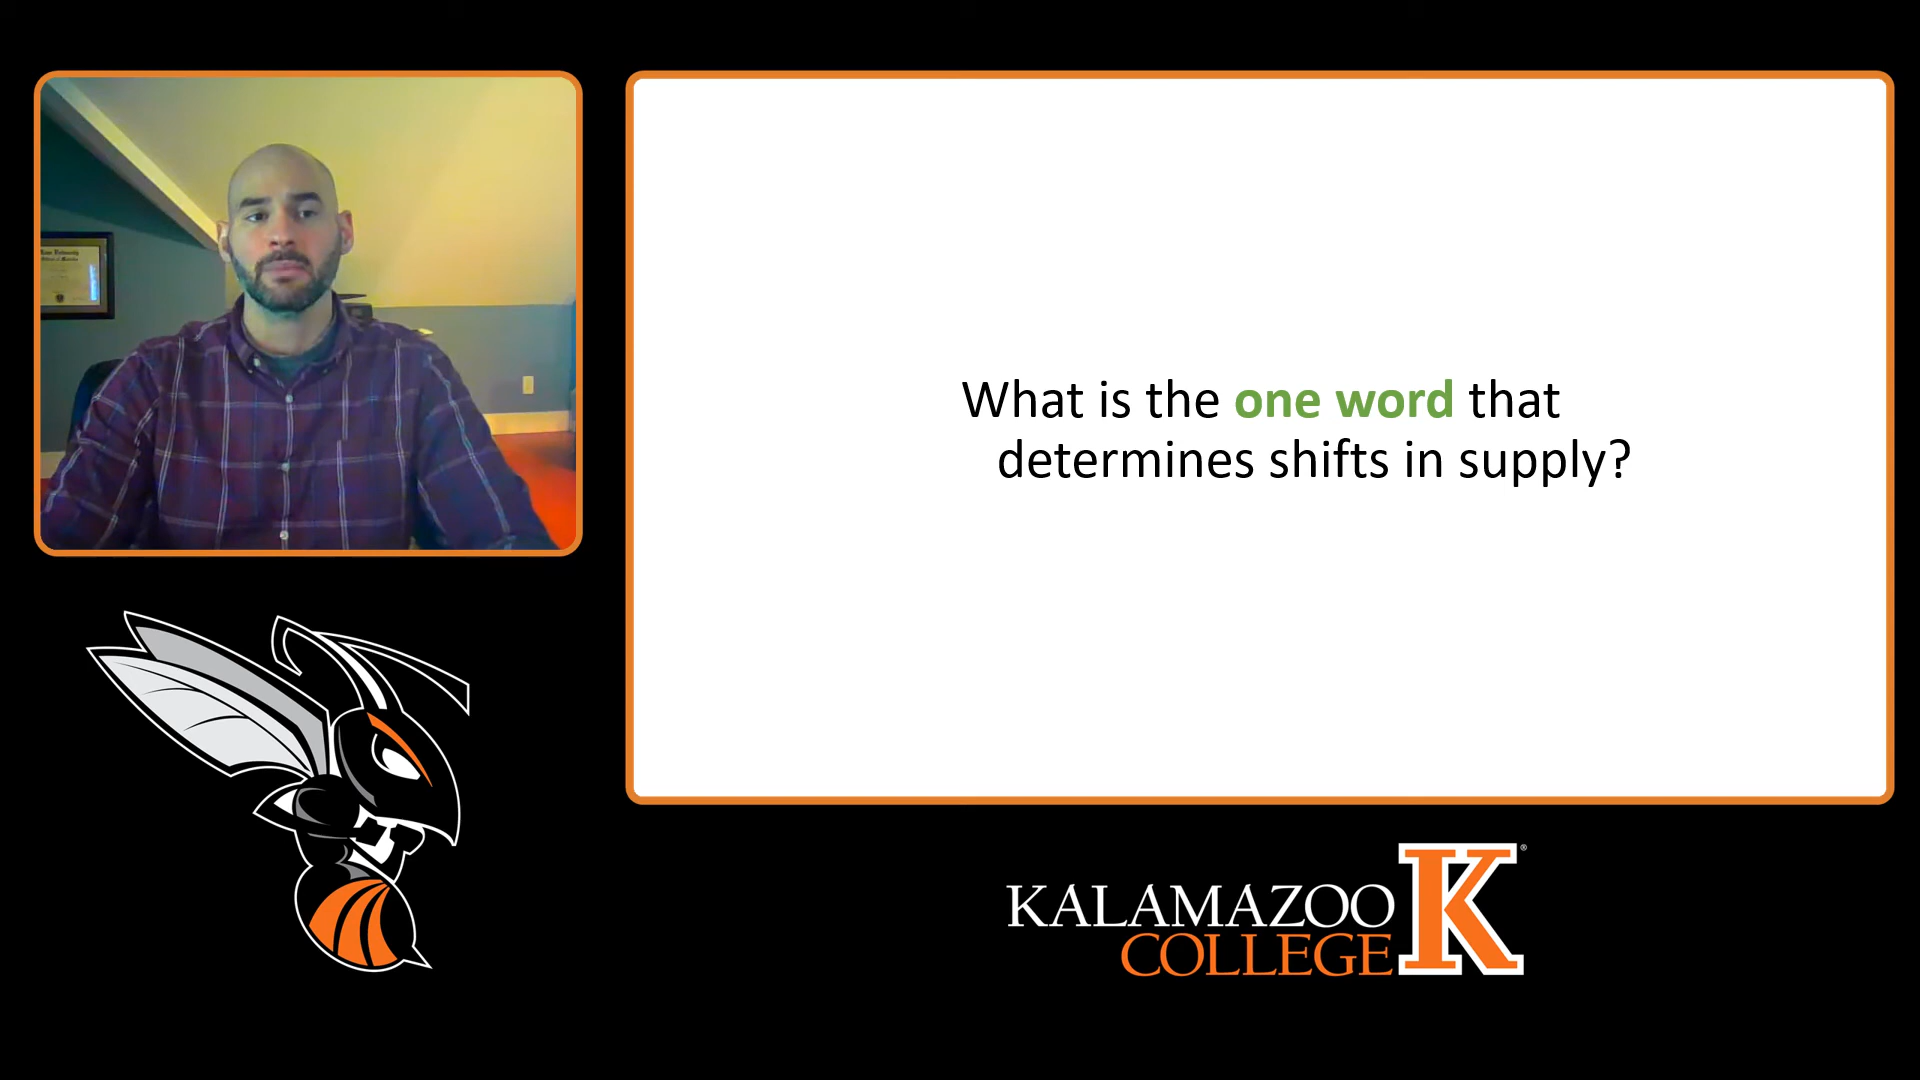 What is the one word that
determines shifts in supply?
KALAMAZOO
COLLEGE
K
®